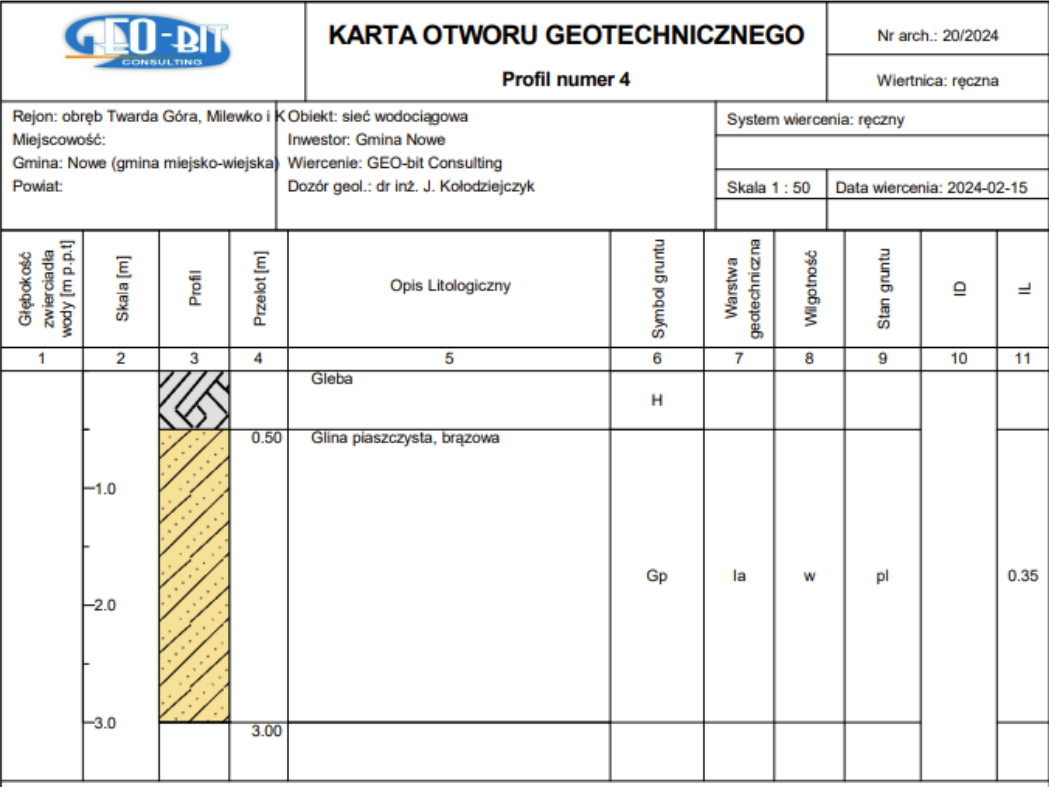 GEO-BIT
CONSULTING
KARTA OTWORU GEOTECHNICZNEGO
Profil numer 4
Nr arch.: 20/2024
Wiertnica: ręczna
Rejon: obręb Twarda Góra, Milewko i K
Miejscowość:
Gmina: Nowe (gmina miejsko-wiejska)
Powiat:
Obiekt: sieć wodociągowa
Inwestor: Gmina Nowe
Wiercenie: GEO-bit Consulting
Dozór geol.: dr inż. J. Kołodziejczyk
System wiercenia: ręczny
Skala 1 : 50
Data wiercenia: 2024-02-15
Głębokość
zwierciadła
wody [m p.p.t]
Skala [m]
Profil
Przelot [m]
Opis Litologiczny
Symbol gruntu
Warstwa
geotechniczna
Wilgotność
Stan gruntu
ID
IL
1 2 3 4 5 6 7 8 9 10 11
Gleba
H
0.50 Glina piaszczysta, brązowa
1.0
Gp Ia w pl 0.35
2.0
3.0
3.00